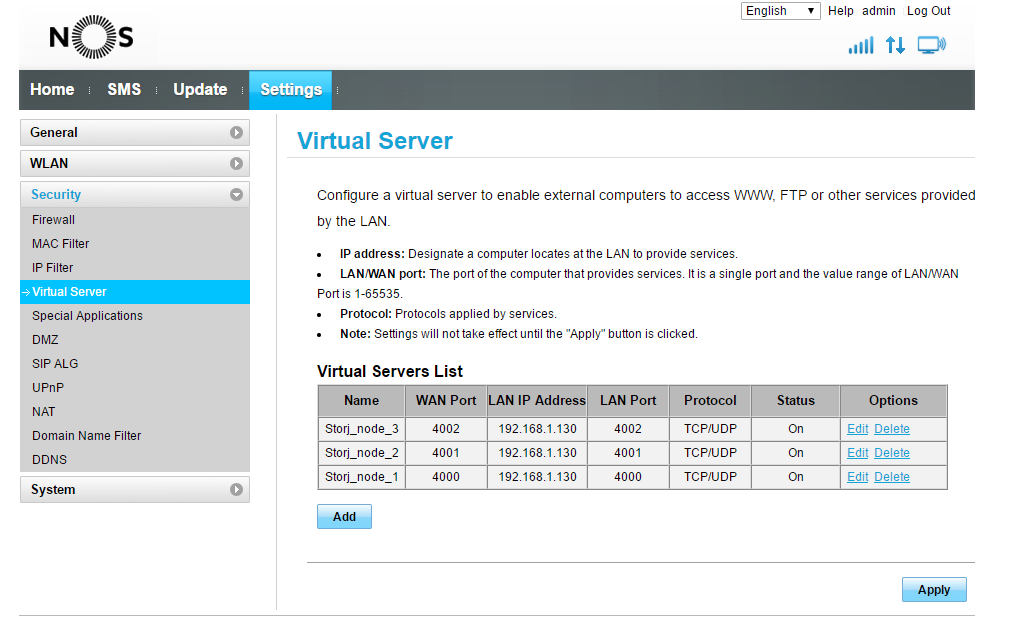 English
Help admin Log Out
NOS
Home SMS Update Settings
General
WLAN
Security
Firewall
MAC Filter
IP Filter
Virtual Server
Special Applications
DMZ
SIP ALG
UPnP
NAT
Domain Name Filter
DDNS
System
Virtual Server
Configure a virtual server to enable external computers to access WWW, FTP or other services provided
by the LAN.
• IP address: Designate a computer locates at the LAN to provide services.
• LAN/WAN port: The port of the computer that provides services. It is a single port and the value range of LAN/WAN
Port is 1-65535.
• Protocol: Protocols applied by services.
• Note: Settings will not take effect until the "Apply" button is clicked.
Virtual Servers List
Name WAN Port LAN IP Address LAN Port Protocol Status Options
Storj_node_3 4002 192.168.1.130 4002 TCP/UDP On Edit Delete
Storj_node_2 4001 192.168.1.130 4001 TCP/UDP On Edit Delete
Storj_node_1 4000 192.168.1.130 4000 TCP/UDP On Edit Delete
Add
Apply